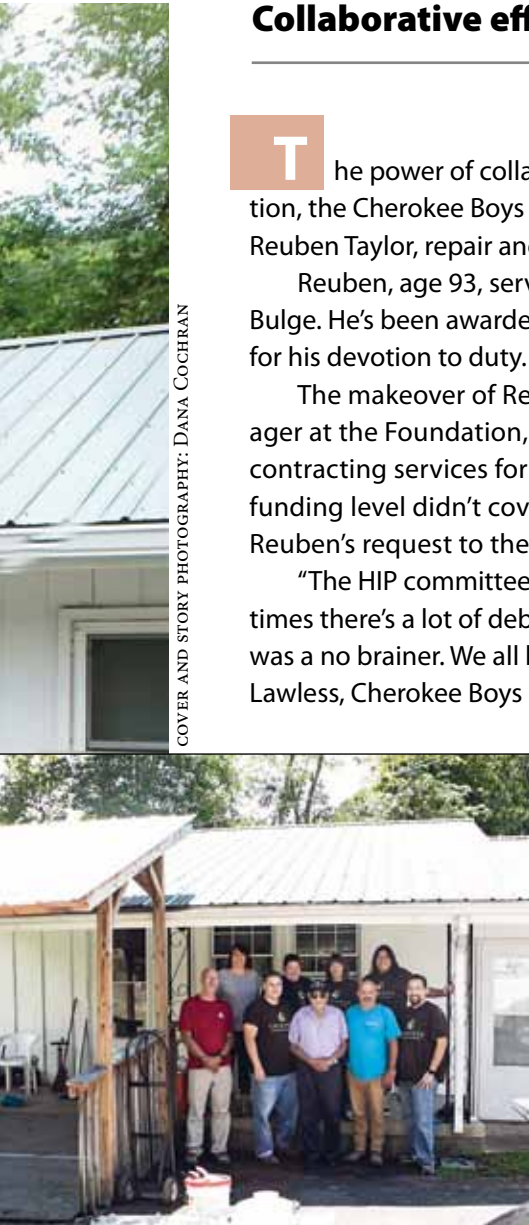 Collaborative eff
The power of colla
tion, the Cherokee Boys
Reuben Taylor, repair an
Reuben, age 93, serv
Bulge. He’s been awarde
for his devotion to duty.
The makeover of Re
ager at the Foundation,
contracting services for
funding level didn’t cov
Reuben’s request to the
“The HIP committee
times there’s a lot of deb
was a no brainer. We all
Lawless, Cherokee Boys
COVER AND STORY PHOTOGRAPHY: DANA COCHRAN